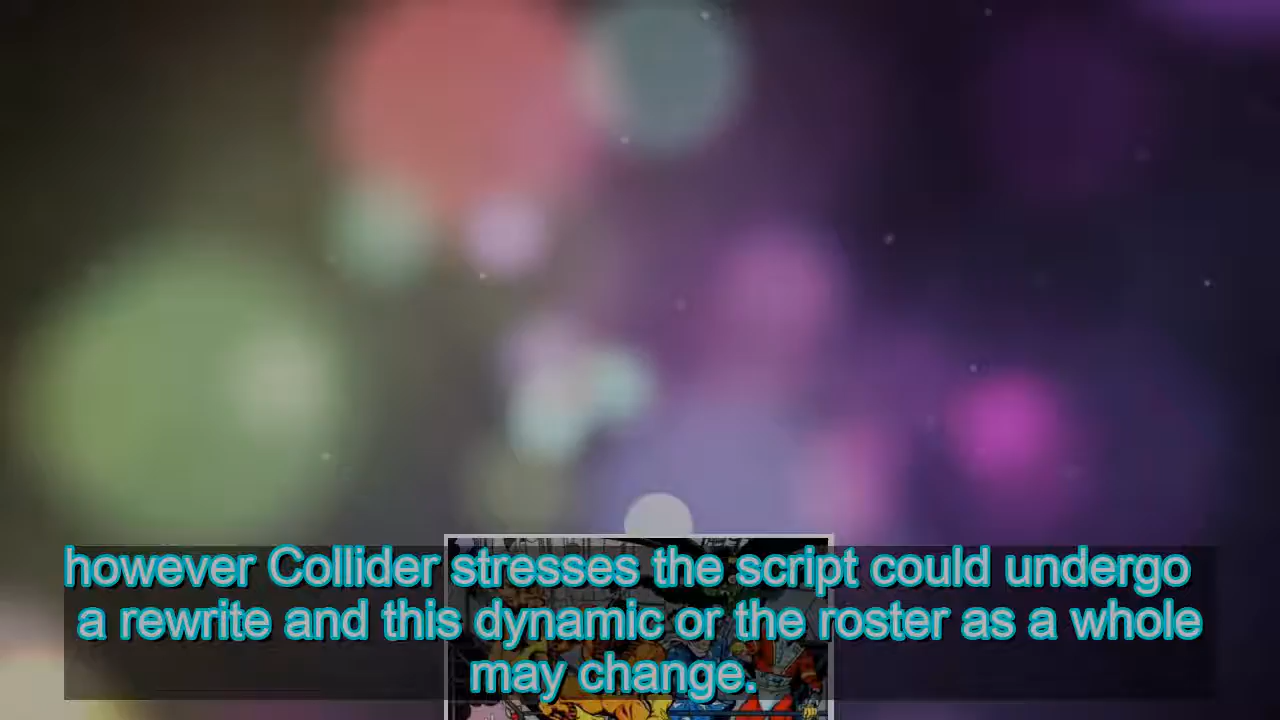 however Collider stresses the script could undergo
a rewrite and this dynamic or the roster as a whole
may change.